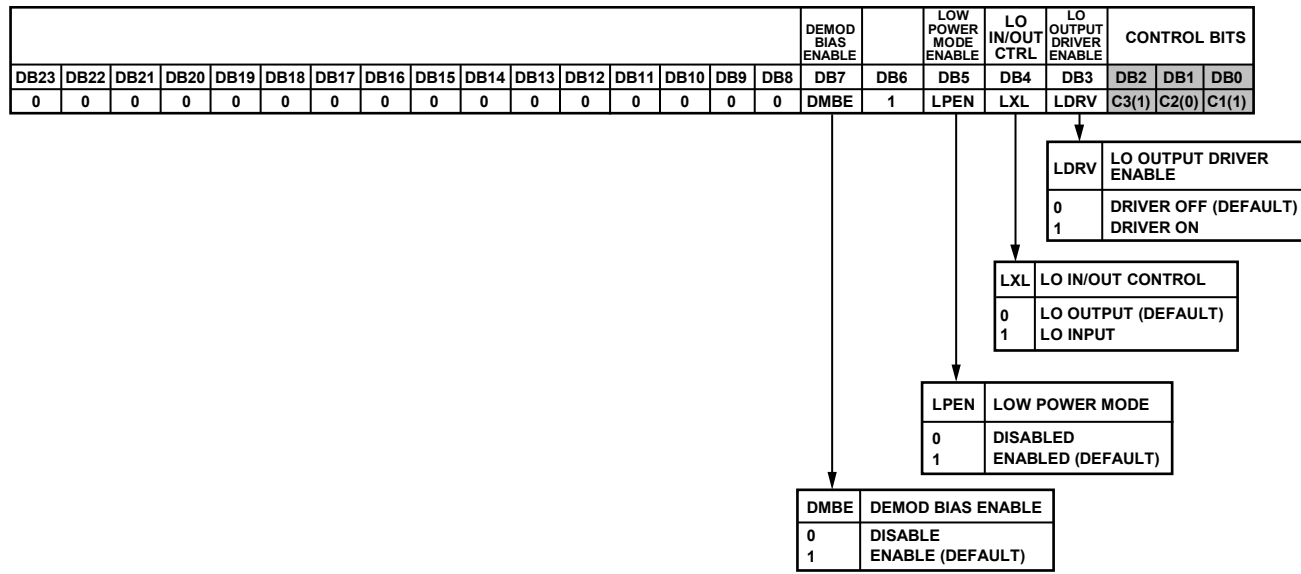 DEMOD BIAS ENABLE LOW POWER MODE ENABLE LO IN/OUT CTRL LO OUTPUT DRIVER ENABLE CONTROL BITS
DB23 DB22 DB21 DB20 DB19 DB18 DB17 DB16 DB15 DB14 DB13 DB12 DB11 DB10 DB9 DB8 DB7 DB6 DB5 DB4 DB3 DB2 DB1 DB0
0 0 0 0 0 0 0 0 0 0 0 0 0 0 0 0 DMBE 1 LPEN LXL LDRV C3(1) C2(0) C1(1)
LDRV LO OUTPUT DRIVER ENABLE
0 DRIVER OFF (DEFAULT)
1 DRIVER ON
LXL LO IN/OUT CONTROL
0 LO OUTPUT (DEFAULT)
1 LO INPUT
LPEN LOW POWER MODE
0 DISABLED
1 ENABLED (DEFAULT)
DMBE DEMOD BIAS ENABLE
0 DISABLE
1 ENABLE (DEFAULT)